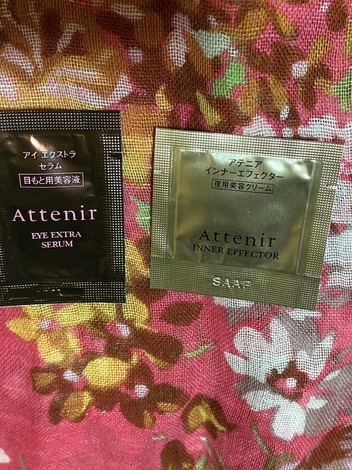 アイ エクストラ
セラム
目もと用美容液
Attenir
EYE EXTRA
SERUM
アテニア
インナーエフェクター
夜用美容クリーム
Attenir
INNER EFFECTOR